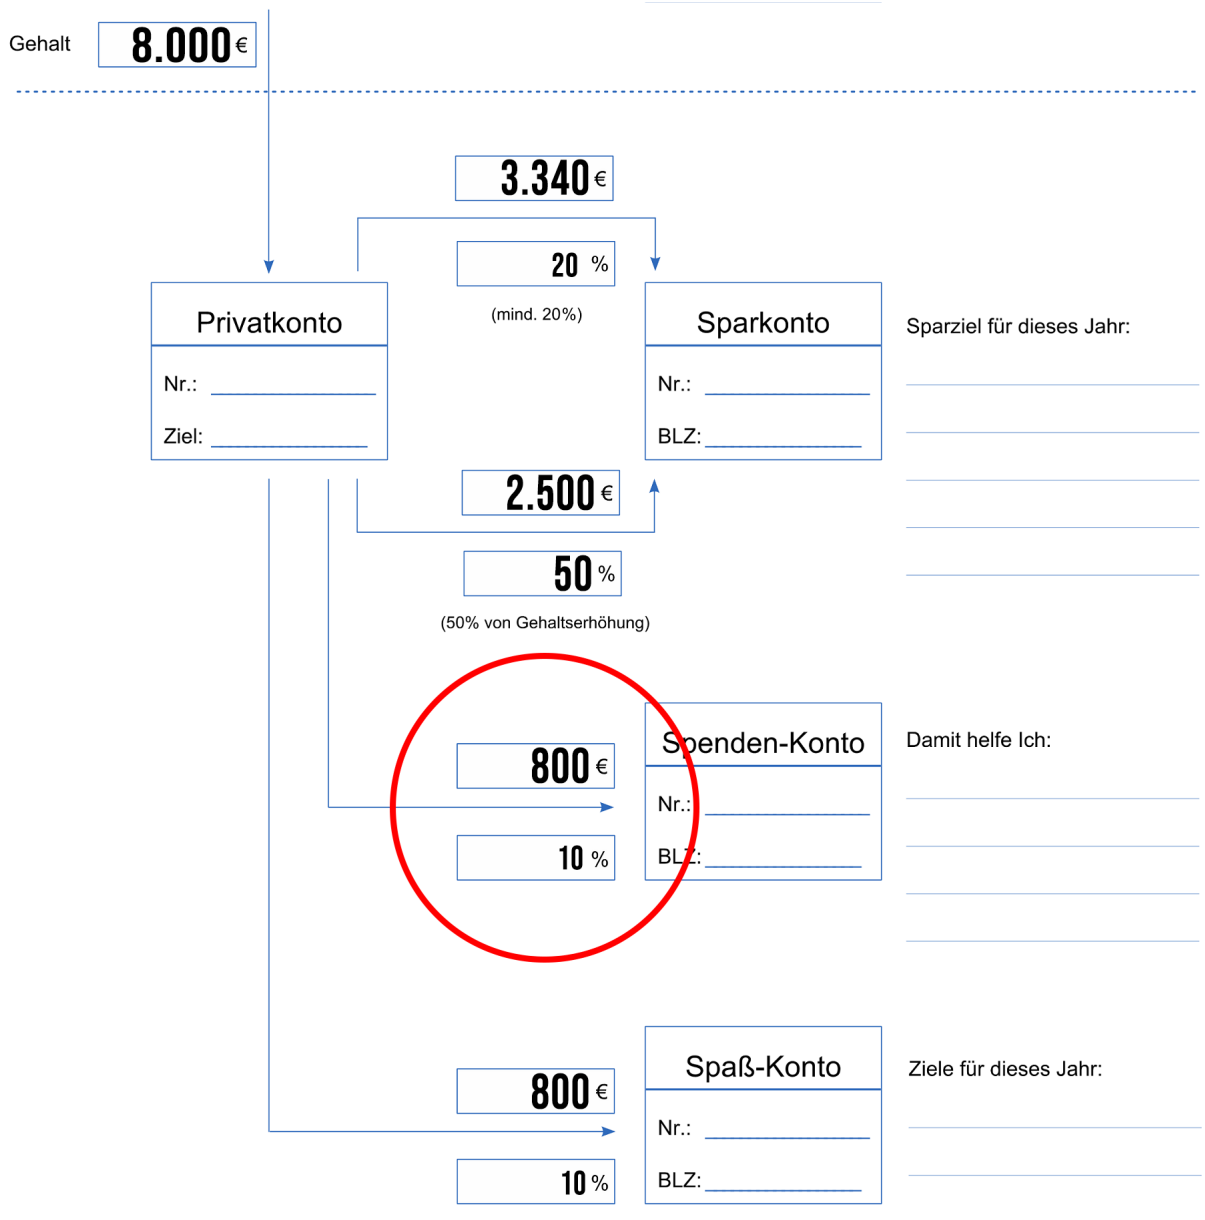 Gehalt 8.000 €
3.340 €
20 %
(mind. 20%)
Privatkonto
Nr.:
Ziel:
Sparkonto
Nr.:
BLZ:
Sparziel für dieses Jahr:
2.500 €
50 %
(50% von Gehaltserhöhung)
800 €
10 %
Spenden-Konto
Nr.:
BLZ:
Damit helfe Ich:
800 €
10 %
Spaß-Konto
Nr.:
BLZ:
Ziele für dieses Jahr: